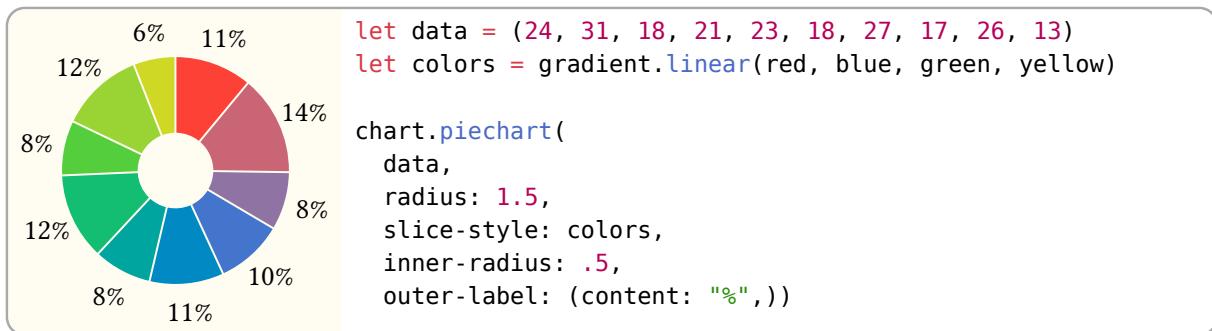 6%
11%
12%
14%
8%
8%
12%
10%
8%
11%
let data = (24, 31, 18, 21, 23, 18, 27, 17, 26, 13)
let colors = gradient.linear(red, blue, green, yellow)
chart.piechart(
  data,
  radius: 1.5,
  slice-style: colors,
  inner-radius: .5,
  outer-label: (content: "%",))